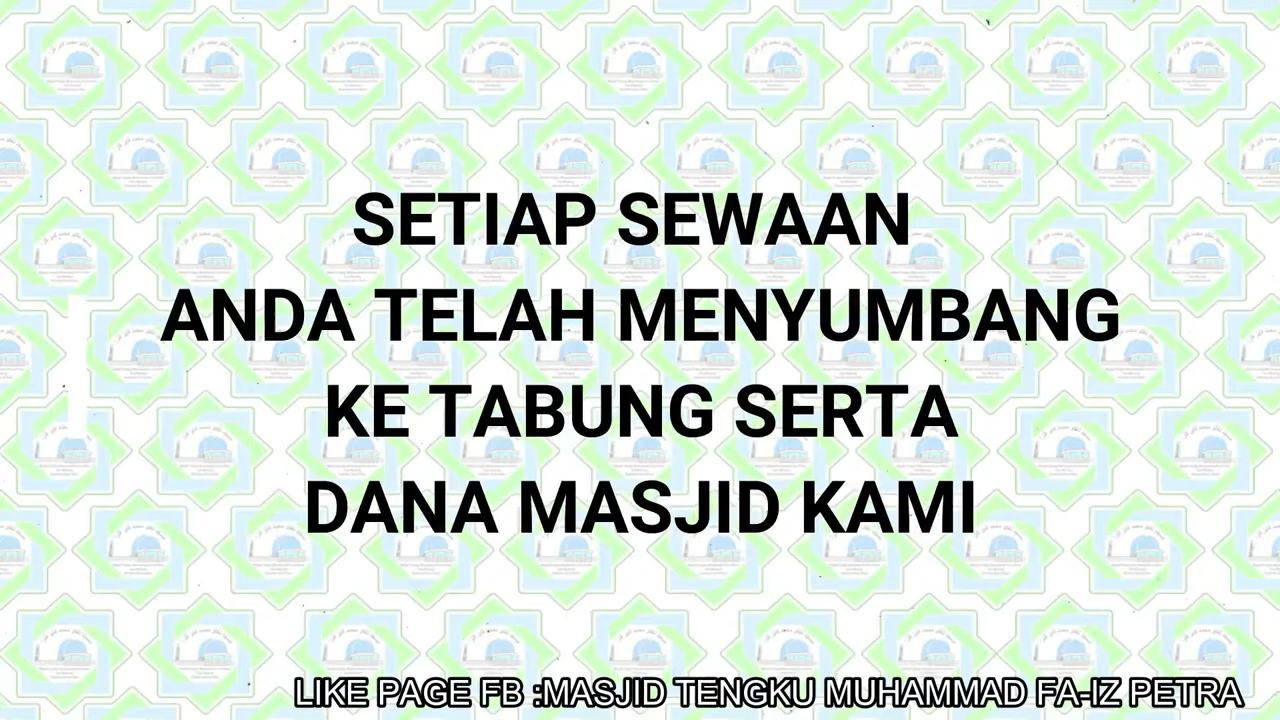 SETIAP SEWAAN
ANDA TELAH MENYUMBANG
KE TABUNG SERTA
DANA MASJID KAMI
LIKE PAGE FB :MASJID TENGKU MUHAMMAD FA-IZ PETRA